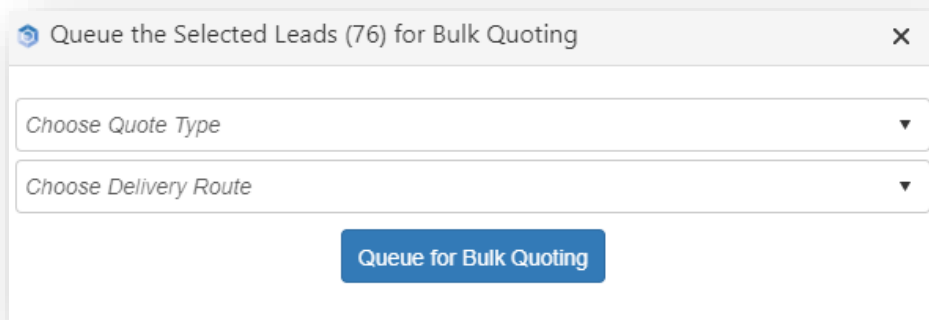 Queue the Selected Leads (76) for Bulk Quoting
Choose Quote Type
Choose Delivery Route
Queue for Bulk Quoting